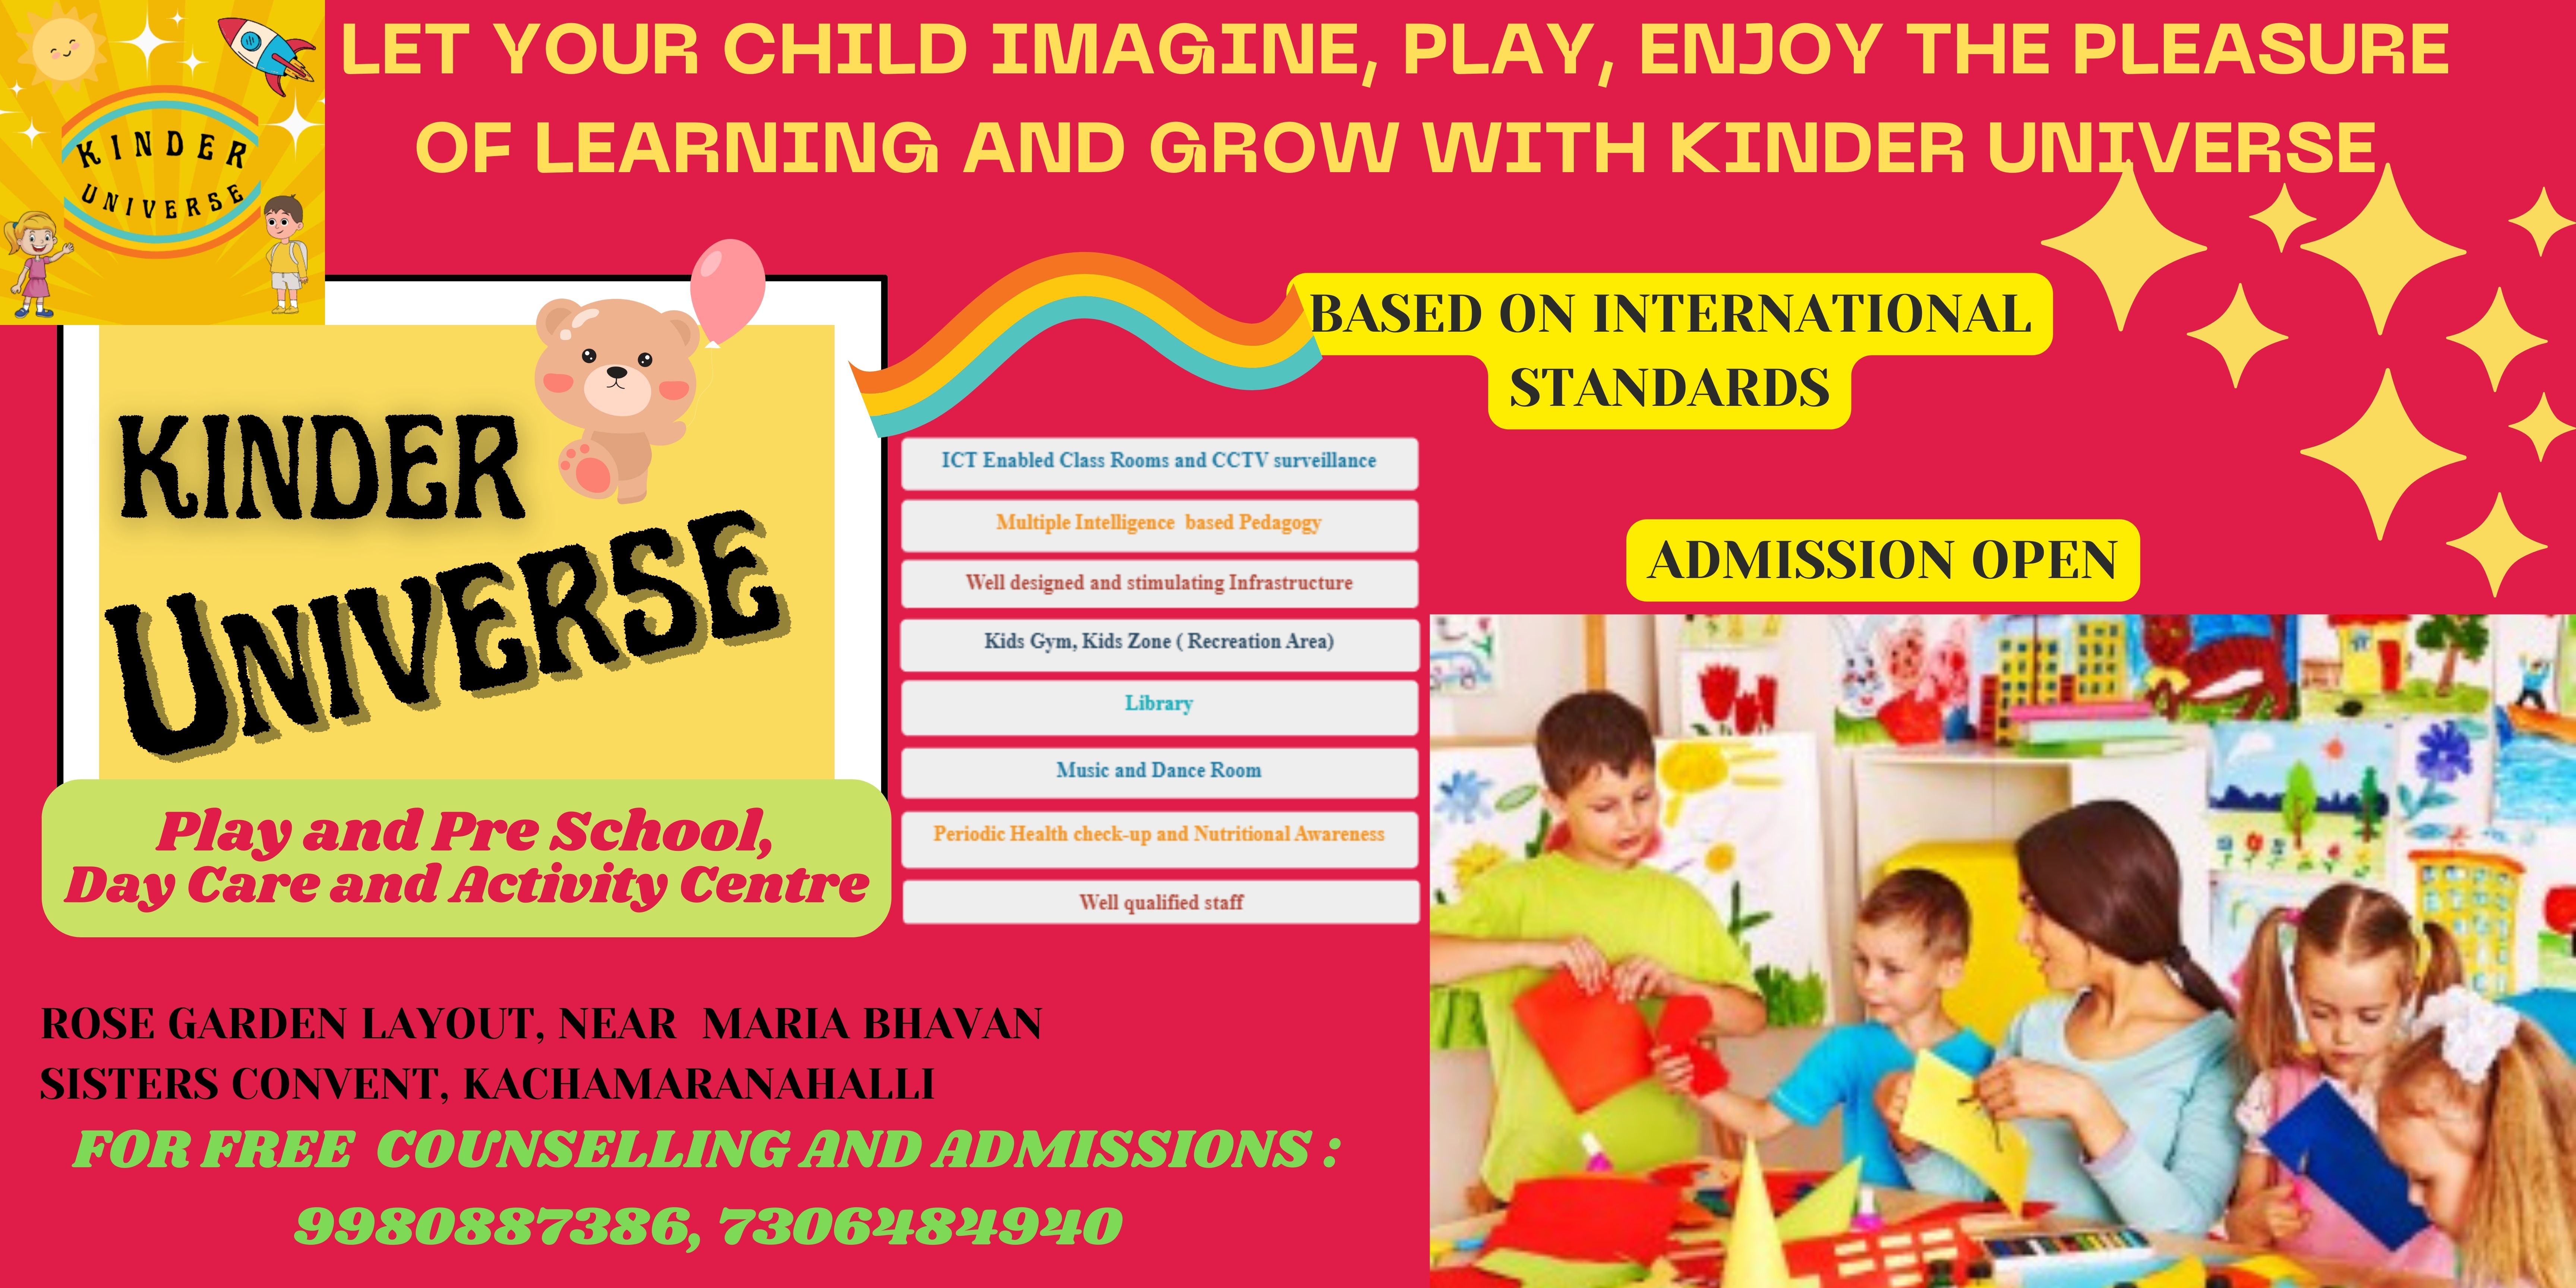 LET YOUR CHILD IMAGINE, PLAY, ENJOY THE PLEASURE
OF LEARNING AND GROW WITH KINDER UNIVERSE
KINDER
UNIVERSE
BASED ON INTERNATIONAL
STANDARDS
KINDER
UNIVERSE
Play and Pre School,
Day Care and Activity Centre
ICT Enabled Class Rooms and CCTV surveillance
Multiple Intelligence based Pedagogy
Well designed and stimulating Infrastructure
Kids Gym, Kids Zone ( Recreation Area)
Library
Music and Dance Room
Periodic Health check-up and Nutritional Awareness
Well qualified staff
ADMISSION OPEN
ROSE GARDEN LAYOUT, NEAR MARIA BHAVAN
SISTERS CONVENT, KACHAMARANAHALLI
FOR FREE COUNSELLING AND ADMISSIONS :
9980887386, 7306484940